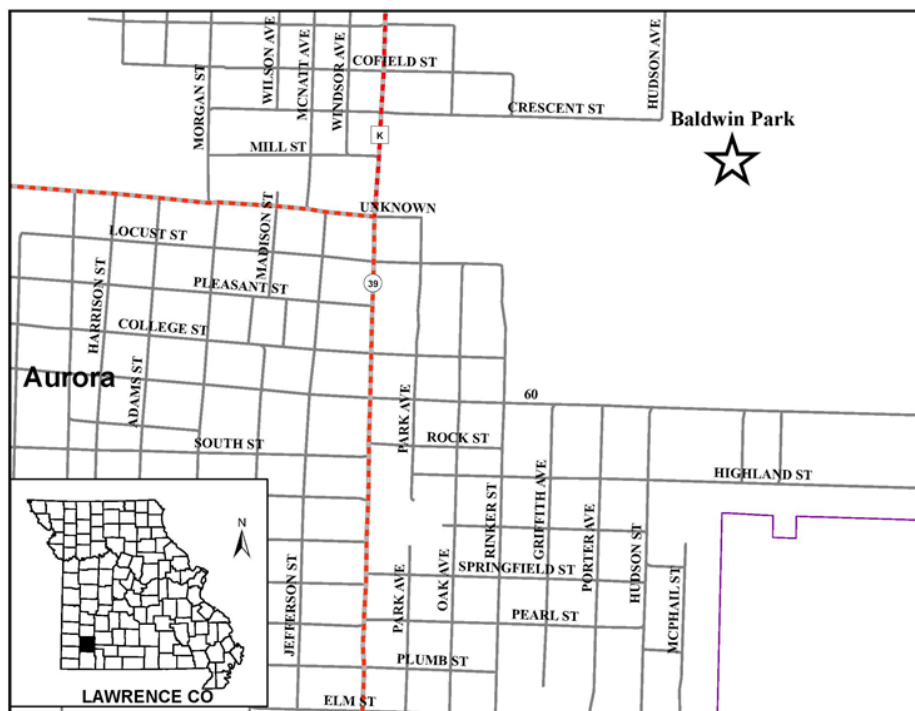 WILSON AVE
MCNATT AVE
WINDSOR AVE
COFIELD ST
HUDSON AVE
CRESCENT ST
MORGAN ST
Baldwin Park
K
MILL ST
UNKNOWN
MADISON ST
LOCUST ST
HARRISON ST
PLEASANT ST
39
COLLEGE ST
Aurora
ADAMS ST
60
PARK AVE
SOUTH ST
ROCK ST
HIGHLAND ST
RINKER ST
GRIFFITH AVE
PORTER AVE
HUDSON ST
N
JEFFERSON ST
PARK AVE
OAK AVE
SPRINGFIELD ST
MCPHAIL ST
PEARL ST
PLUMB ST
LAWRENCE CO
ELM ST